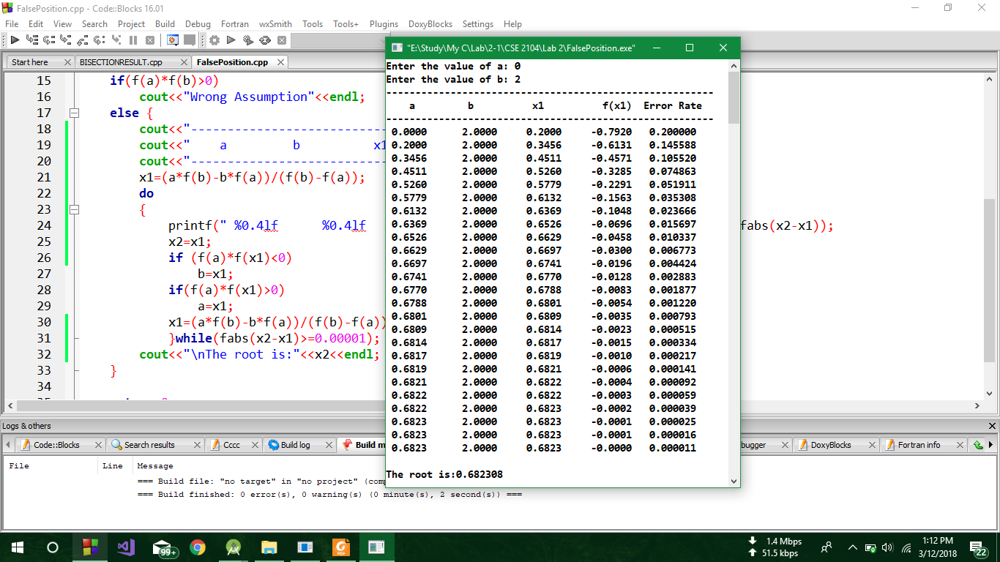 FalsePosition.cpp - Code::Blocks 16.01
File Edit View Search Project Build Debug Fortran wxSmith Tools Tools+ Plugins DoxyBlocks Settings Help
Start here BISECTIONRESULT.cpp FalsePosition.cpp
15 if(f(a)*f(b)>0)
16 cout<<"Wrong Assumption"<<endl;
17 else {
18 cout<<"---------------------------
19 cout<<" a b x1
20 cout<<"---------------------------
21 x1=(a*f(b)-b*f(a))/(f(b)-f(a));
22 do
23 {
24 printf(" %0.4lf %0.4lf fabs(x2-x1));
25 x2=x1;
26 if (f(a)*f(x1)<0)
27 b=x1;
28 if(f(a)*f(x1)>0)
29 a=x1;
30 x1=(a*f(b)-b*f(a))/(f(b)-f(a))
31 }while(fabs(x2-x1)>=0.00001);
32 cout<<"\nThe root is:"<<x2<<endl;
33 }
34
"E:\Study\My C\Lab\2-1\CSE 2104\Lab 2\FalsePosition.exe"
Enter the value of a: 0
Enter the value of b: 2
--------------------------------------------------------
a b x1 f(x1) Error Rate
--------------------------------------------------------
0.0000 2.0000 0.2000 -0.7920 0.200000
0.2000 2.0000 0.3456 -0.6131 0.145588
0.3456 2.0000 0.4511 -0.4571 0.105520
0.4511 2.0000 0.5260 -0.3285 0.074863
0.5260 2.0000 0.5779 -0.2291 0.051911
0.5779 2.0000 0.6132 -0.1563 0.035308
0.6132 2.0000 0.6369 -0.1048 0.023666
0.6369 2.0000 0.6526 -0.0696 0.015697
0.6526 2.0000 0.6629 -0.0458 0.010337
0.6629 2.0000 0.6697 -0.0300 0.006773
0.6697 2.0000 0.6741 -0.0196 0.004424
0.6741 2.0000 0.6770 -0.0128 0.002883
0.6770 2.0000 0.6788 -0.0083 0.001877
0.6788 2.0000 0.6801 -0.0054 0.001220
0.6801 2.0000 0.6809 -0.0035 0.000793
0.6809 2.0000 0.6814 -0.0023 0.000515
0.6814 2.0000 0.6817 -0.0015 0.000334
0.6817 2.0000 0.6819 -0.0010 0.000217
0.6819 2.0000 0.6821 -0.0006 0.000141
0.6821 2.0000 0.6822 -0.0004 0.000092
0.6822 2.0000 0.6822 -0.0003 0.000059
0.6822 2.0000 0.6823 -0.0002 0.000039
0.6823 2.0000 0.6823 -0.0001 0.000025
0.6823 2.0000 0.6823 -0.0001 0.000016
0.6823 2.0000 0.6823 -0.0000 0.000011
The root is:0.682308
Logs & others
Code::Blocks Search results Cccc Build log Build m bugger DoxyBlocks Fortran info
File Line Message
=== Build file: "no target" in "no project" (com
=== Build finished: 0 error(s), 0 warning(s) (0 minute(s), 2 second(s)) ===
99+
1.4 Mbps
51.5 kbps
1:12 PM
3/12/2018
22